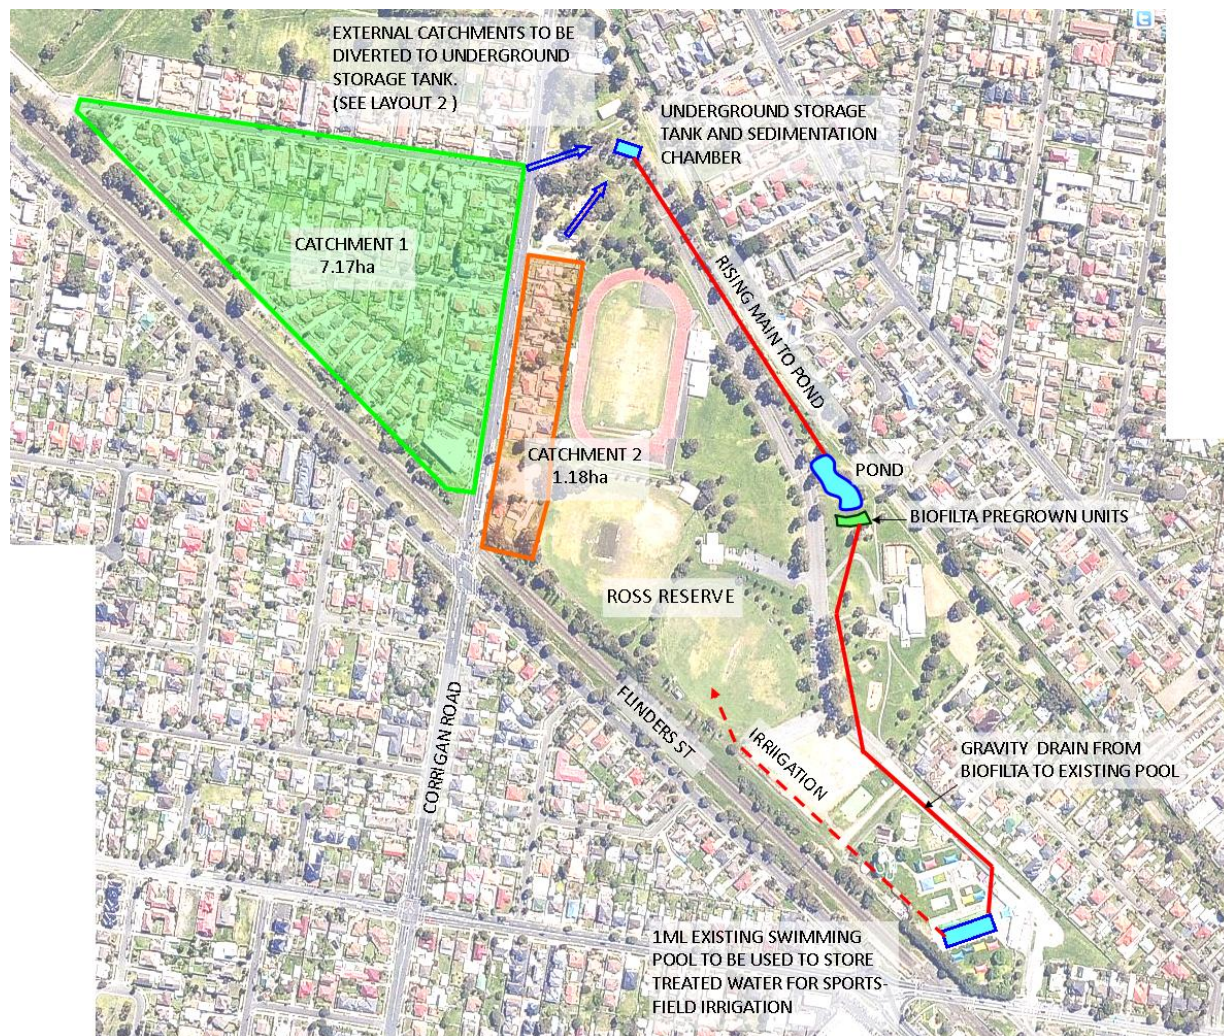 EXTERNAL CATCHMENTS TO BE
DIVERTED TO UNDERGROUND
STORAGE TANK.
(SEE LAYOUT 2 )
UNDERGROUND STORAGE
TANK AND SEDIMENTATION
CHAMBER
CATCHMENT 1
7.17ha
RISING MAIN TO POND
CATCHMENT 2
1.18ha
POND
BIOFILTA PREGROWN UNITS
ROSS RESERVE
FLINDERS ST
CORRIGAN ROAD
IRRIIGATION
GRAVITY DRAIN FROM
BIOFILTA TO EXISTING POOL
1ML EXISTING SWIMMING
POOL TO BE USED TO STORE
TREATED WATER FOR SPORTS-
FIELD IRRIGATION